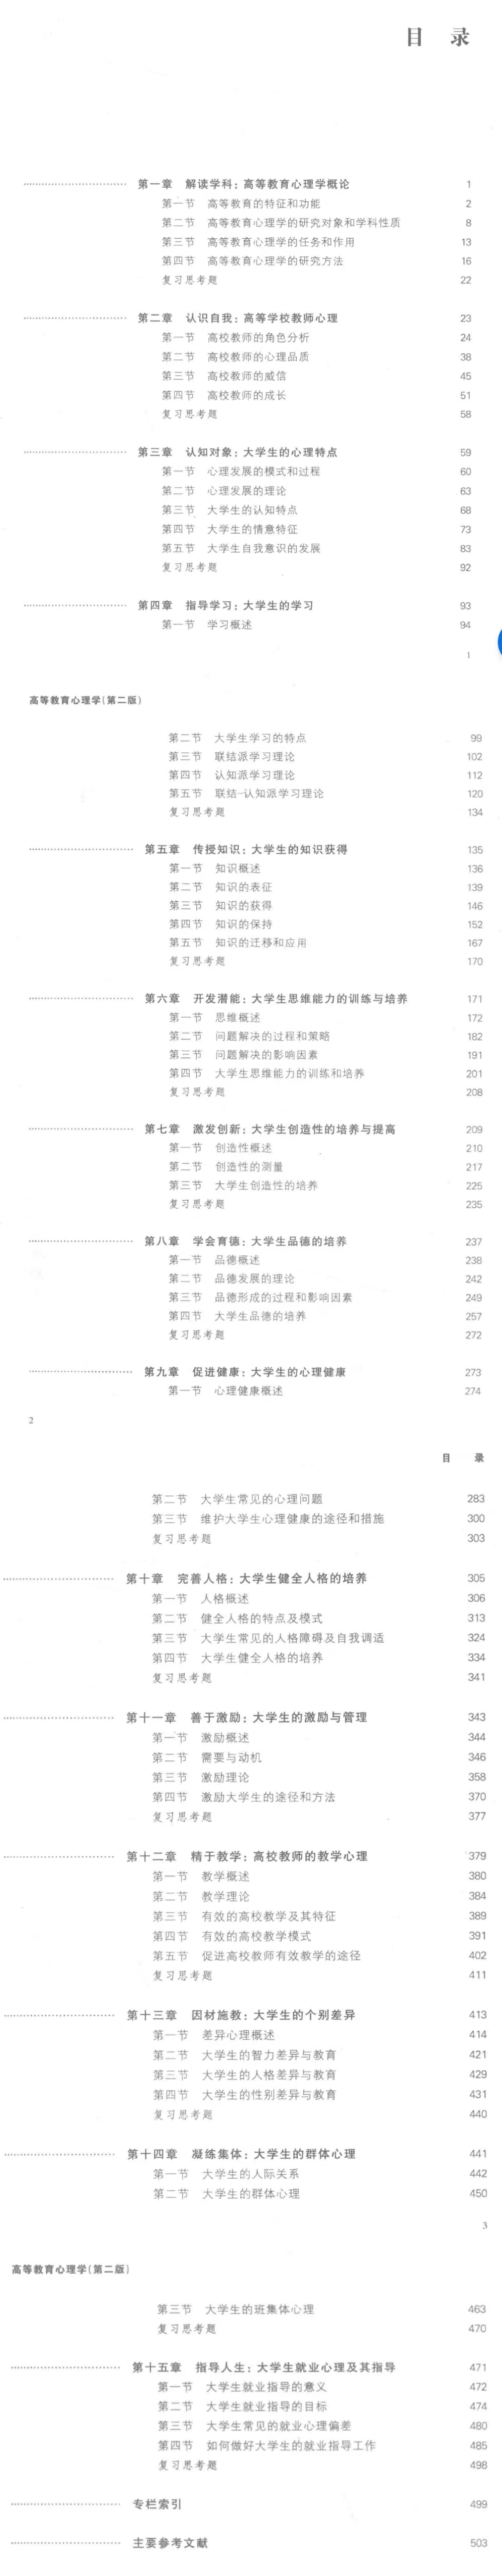 目 录
第一章 解读学科：高等教育心理学概论 1
第一节 高等教育的特征和功能 2
第二节 高等教育心理学的研究对象和学科性质 8
第三节 高等教育心理学的任务和作用 13
第四节 高等教育心理学的研究方法 16
复习思考题 22
第二章 认识自我：高等学校教师心理 23
第一节 高校教师的角色分析 24
第二节 高校教师的心理品质 38
第三节 高校教师的威信 45
第四节 高校教师的成长 51
复习思考题 58
第三章 认知对象：大学生的心理特点 59
第一节 心理发展的模式和过程 60
第二节 心理发展的理论 63
第三节 大学生的认知特点 68
第四节 大学生的情意特征 73
第五节 大学生自我意识的发展 83
复习思考题 92
第四章 指导学习：大学生的学习 93
第一节 学习概述 94
1
高等教育心理学(第二版)
第二节 大学生学习的特点 99
第三节 联结派学习理论 102
第四节 认知派学习理论 112
第五节 联结-认知派学习理论 120
复习思考题 134
第五章 传授知识：大学生的知识获得 135
第一节 知识概述 136
第二节 知识的表征 139
第三节 知识的获得 146
第四节 知识的保持 152
第五节 知识的迁移和应用 167
复习思考题 170
第六章 开发潜能：大学生思维能力的训练与培养 171
第一节 思维概述 172
第二节 问题解决的过程和策略 182
第三节 问题解决的影响因素 191
第四节 大学生思维能力的训练和培养 201
复习思考题 208
第七章 激发创新：大学生创造性的培养与提高 209
第一节 创造性概述 210
第二节 创造性的测量 217
第三节 大学生创造性的培养 225
复习思考题 235
第八章 学会育德：大学生品德的培养 237
第一节 品德概述 238
第二节 品德发展的理论 242
第三节 品德形成的过程和影响因素 249
第四节 大学生品德的培养 257
复习思考题 272
第九章 促进健康：大学生的心理健康 273
第一节 心理健康概述 274
2
目 录
第二节 大学生常见的心理问题 283
第三节 维护大学生心理健康的途径和措施 300
复习思考题 303
第十章 完善人格：大学生健全人格的培养 305
第一节 人格概述 306
第二节 健全人格的特点及模式 313
第三节 大学生常见的人格障碍及自我调适 324
第四节 大学生健全人格的培养 334
复习思考题 341
第十一章 善于激励：大学生的激励与管理 343
第一节 激励概述 344
第二节 需要与动机 346
第三节 激励理论 358
第四节 激励大学生的途径和方法 370
复习思考题 377
第十二章 精于教学：高校教师的教学心理 379
第一节 教学概述 380
第二节 教学理论 384
第三节 有效的高校教学及其特征 389
第四节 有效的高校教学模式 391
第五节 促进高校教师有效教学的途径 402
复习思考题 411
第十三章 因材施教：大学生的个别差异 413
第一节 差异心理概述 414
第二节 大学生的智力差异与教育 421
第三节 大学生的人格差异与教育 429
第四节 大学生的性别差异与教育 431
复习思考题 440
第十四章 凝练集体：大学生的群体心理 441
第一节 大学生的人际关系 442
第二节 大学生的群体心理 450
3
高等教育心理学(第二版)
第三节 大学生的班集体心理 463
复习思考题 470
第十五章 指导人生：大学生就业心理及其指导 471
第一节 大学生就业指导的意义 472
第二节 大学生就业指导的目标 474
第三节 大学生常见的就业心理偏差 480
第四节 如何做好大学生的就业指导工作 485
复习思考题 498
专栏索引 499
主要参考文献 503